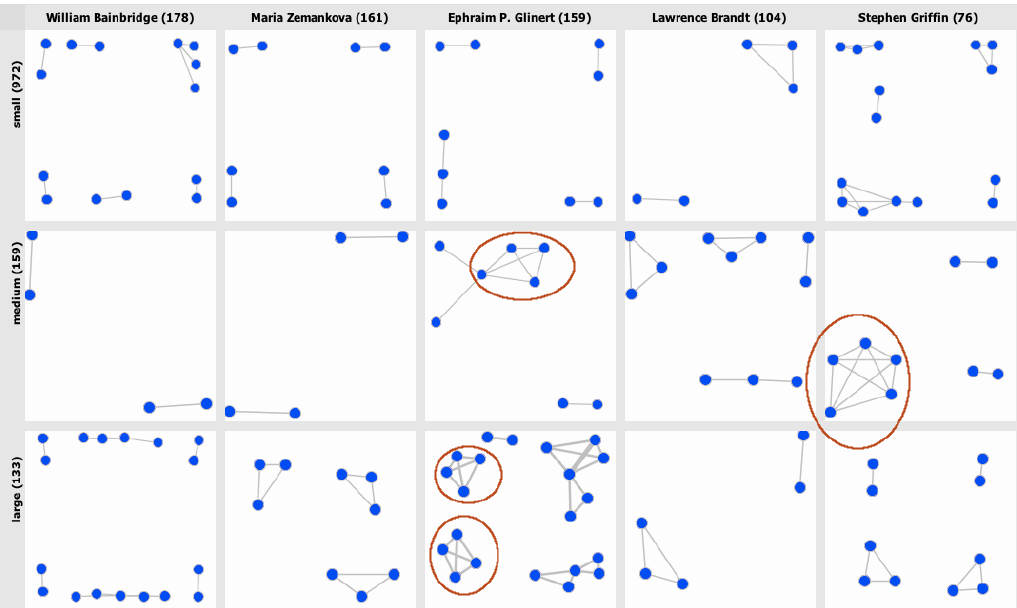 William Bainbridge (178)
Maria Zemankova (161)
Ephraim P. Glinert (159)
Lawrence Brandt (104)
Stephen Griffin (76)
small (972)
medium (159)
large (133)